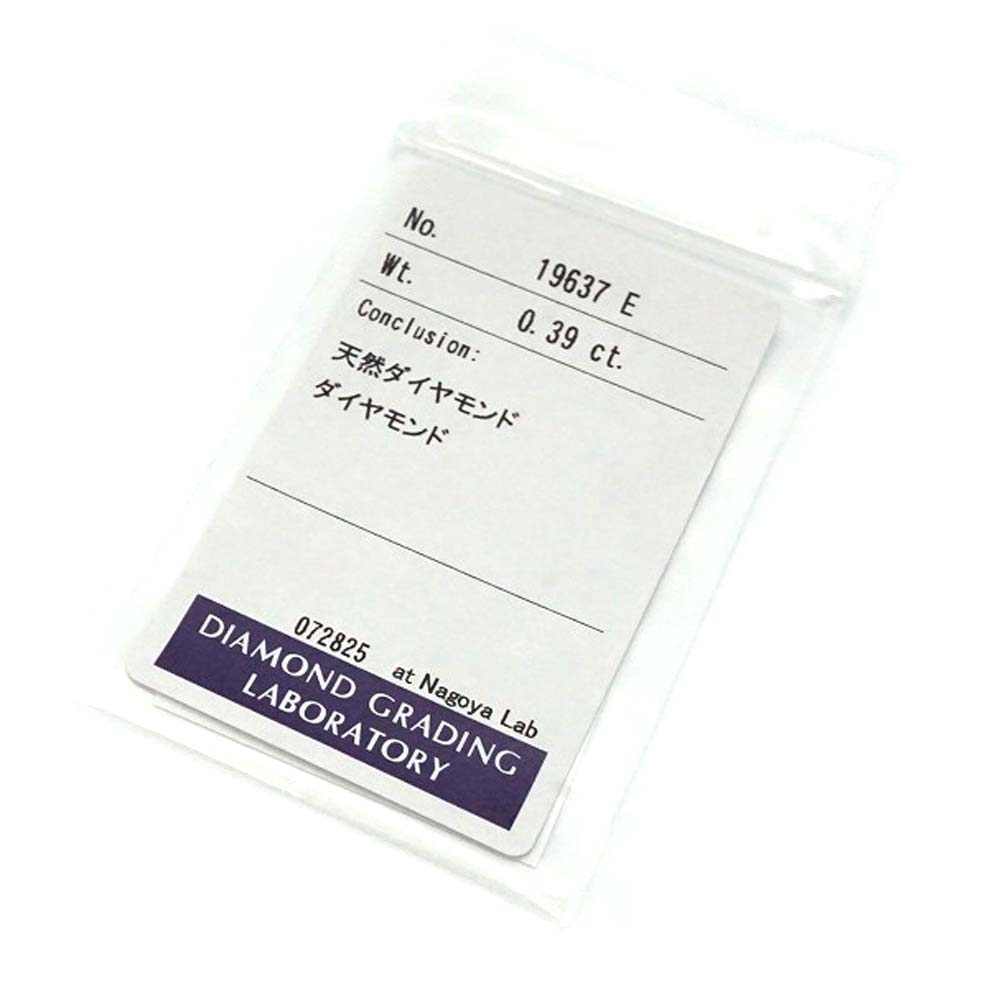 No. 19637 E
Wt. 0.39 ct.
Conclusion:
天然ダイヤモンド
ダイヤモンド
072825 at Nagoya Lab
DIAMOND GRADING
LABORATORY